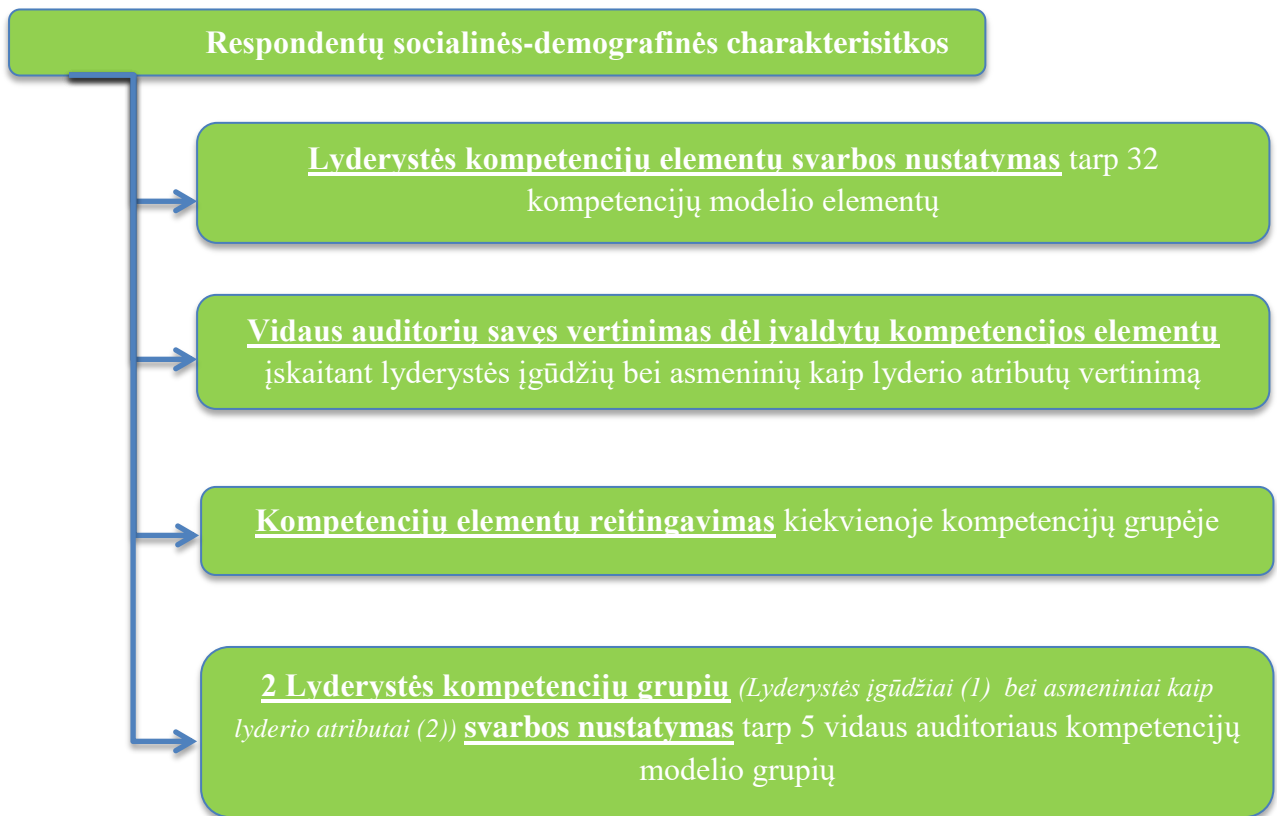 Respondentų socialinės-demografinės charakterisitkos
Lyderystės kompetencijų elementų svarbos nustatymas tarp 32
kompetencijų modelio elementų
Vidaus auditorių savęs vertinimas dėl įvaldytų kompetencijos elementų
įskaitant lyderystės įgūdžių bei asmeninių kaip lyderio atributų vertinimą
Kompetencijų elementų reitingavimas kiekvienoje kompetencijų grupėje
2 Lyderystės kompetencijų grupių (Lyderystės įgūdžiai (1) bei asmeniniai kaip
lyderio atributai (2)) svarbos nustatymas tarp 5 vidaus auditoriaus kompetencijų
modelio grupių